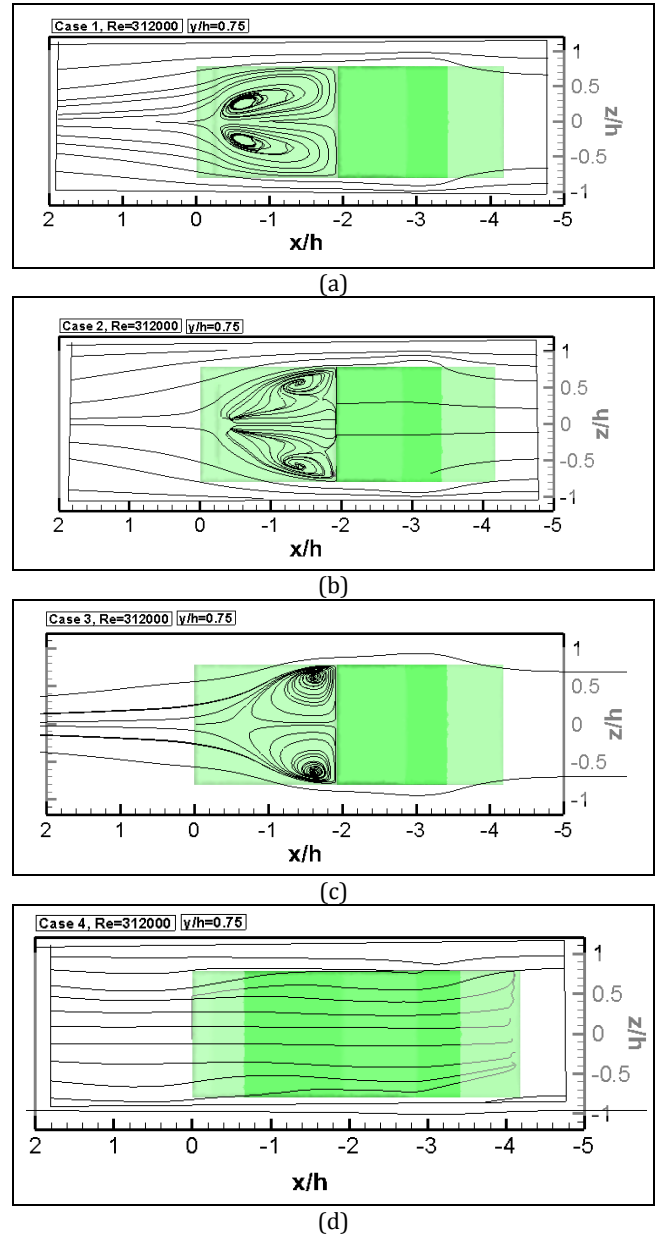 Case 1, Re=312000 y/h=0.75
1
0.5
0
-0.5
-1
z/h
2 1 0 -1 -2 -3 -4 -5
x/h
(a)
Case 2, Re=312000 y/h=0.75
1
0.5
0
-0.5
-1
z/h
2 1 0 -1 -2 -3 -4 -5
x/h
(b)
Case 3, Re=312000 y/h=0.75
1
0.5
0
-0.5
-1
z/h
2 1 0 -1 -2 -3 -4 -5
x/h
(c)
Case 4, Re=312000 y/h=0.75
1
0.5
0
-0.5
-1
z/h
2 1 0 -1 -2 -3 -4 -5
x/h
(d)